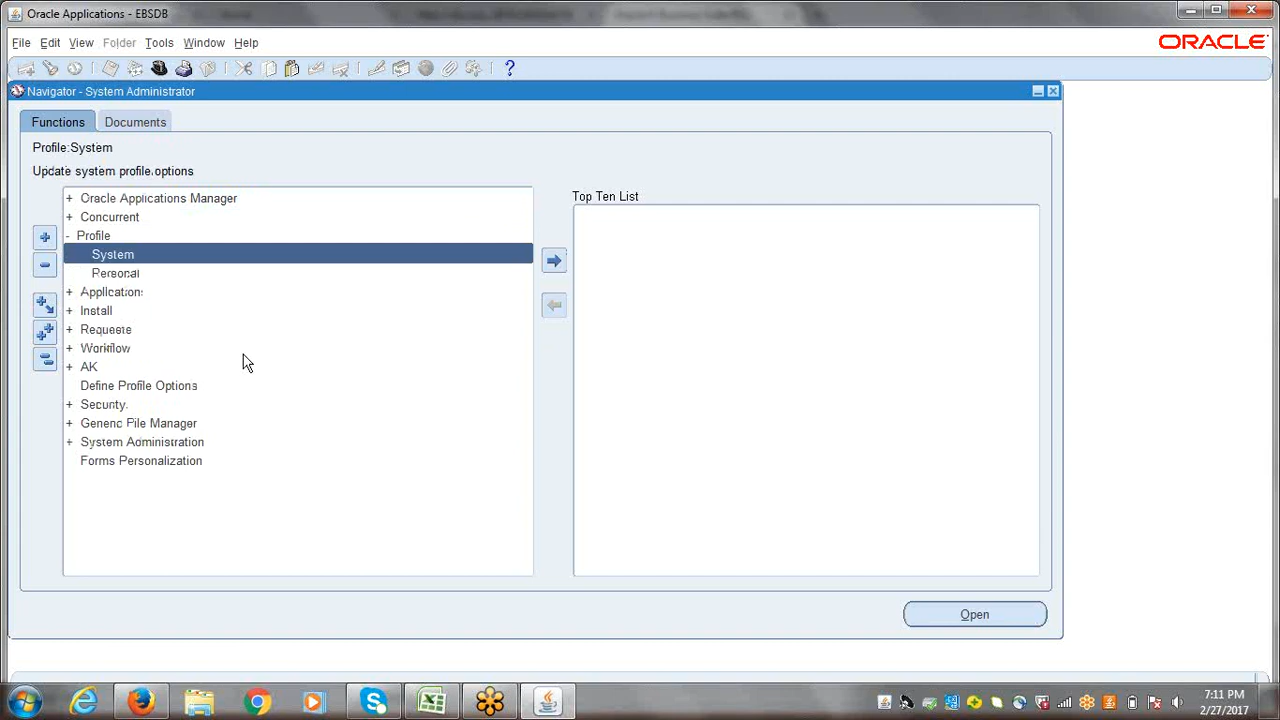 Oracle Applications - EBSDB
File Edit View Folder Tools Window Help
ORACLE
Navigator - System Administrator
Functions Documents
Profile:System
Update system profile options
Top Ten List
+ Oracle Applications Manager
+ Concurrent
- Profile
System
Personal
+ Application
+ Install
+ Requests
+ Workflow
+ AK
Define Profile Options
+ Security
+ Generic File Manager
+ System Administration
Forms Personalization
Open
7:11 PM
2/27/2017